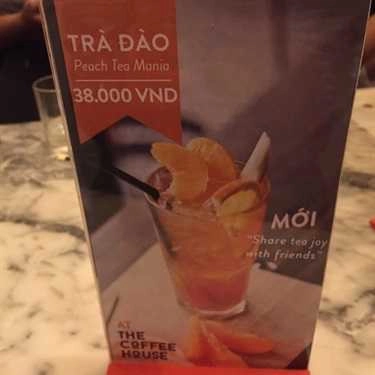 TRÀ ĐÀO
Peach Tea Mania
38.000 VND
MỚI
"Share tea joy
with friends"
AT
THE
COFFEE
HOUSE